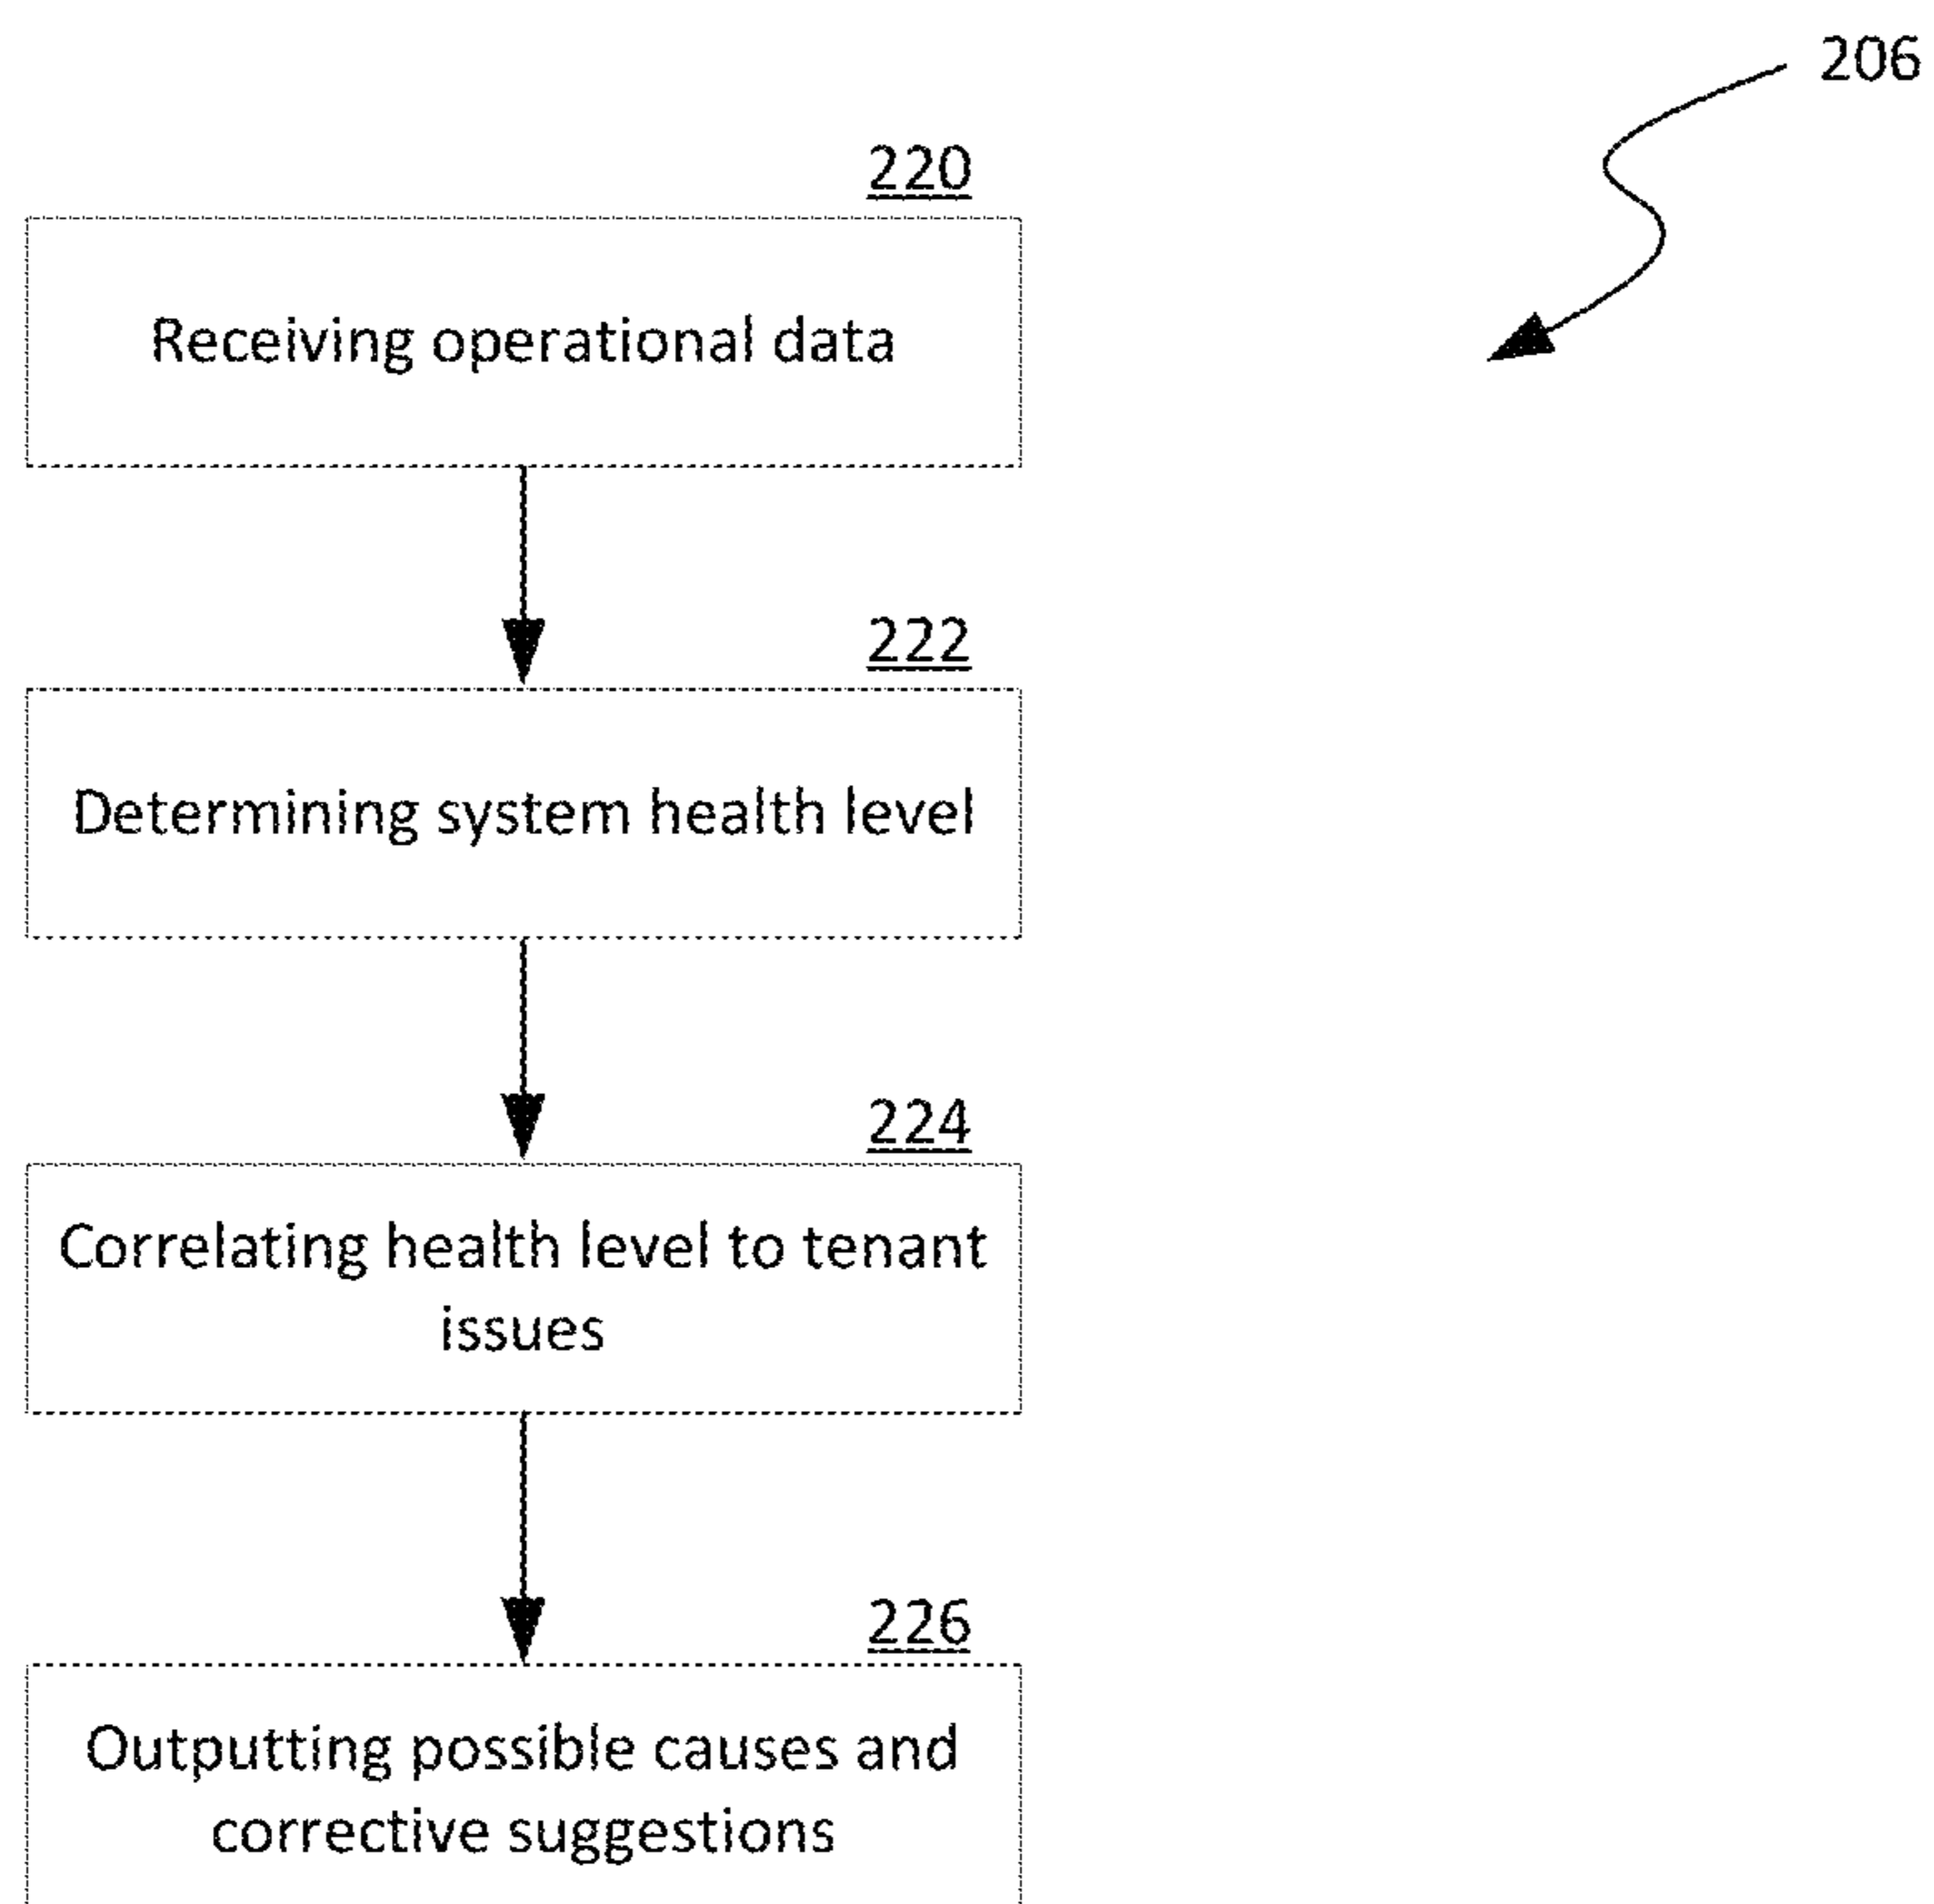 206
220
Receiving operational data
222
Determining system health level
224
Correlating health level to tenant
issues
226
Outputting possible causes and
corrective suggestions